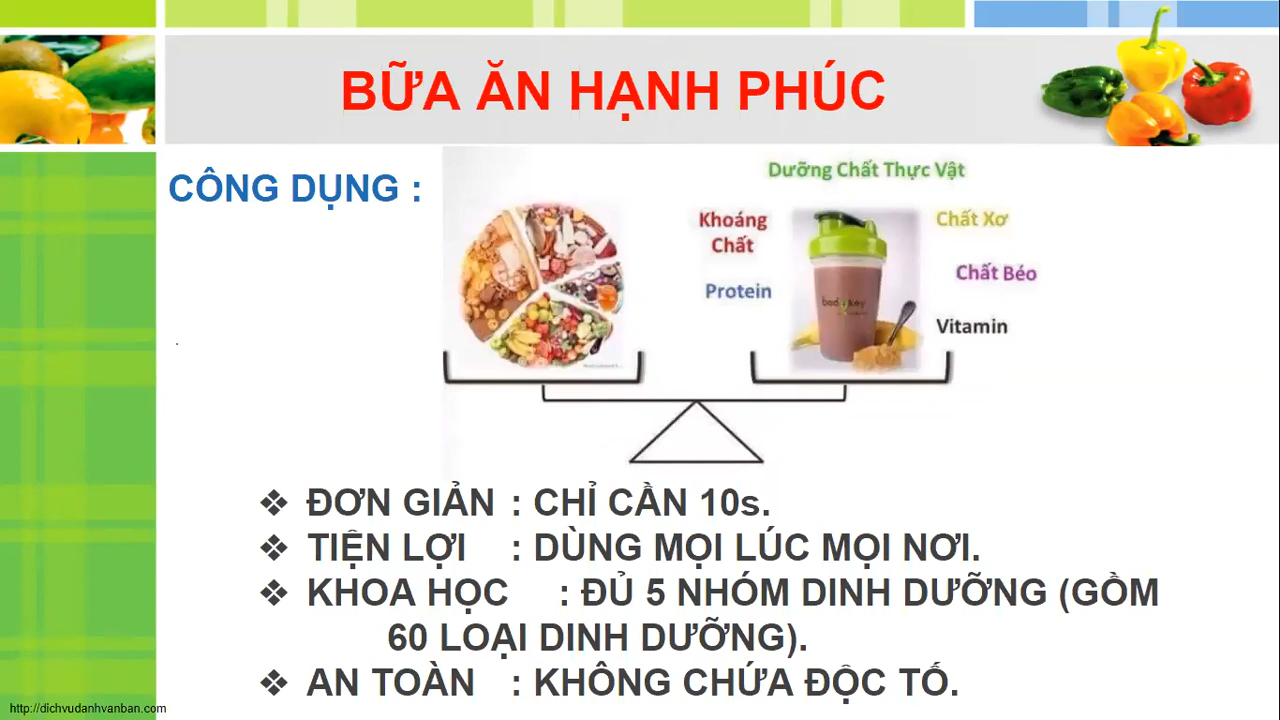 BỮA ĂN HẠNH PHÚC
CÔNG DỤNG :
Dưỡng Chất Thực Vật
Khoáng
Chất
Chất Xơ
Protein
Chất Béo
Vitamin
bodykey
❖ ĐƠN GIẢN : CHỈ CẦN 10s.
❖ TIỆN LỢI : DÙNG MỌI LÚC MỌI NƠI.
❖ KHOA HỌC : ĐỦ 5 NHÓM DINH DƯỠNG (GỒM
60 LOẠI DINH DƯỠNG).
❖ AN TOÀN : KHÔNG CHỨA ĐỘC TỐ.
http://dichvudanhvanban.com